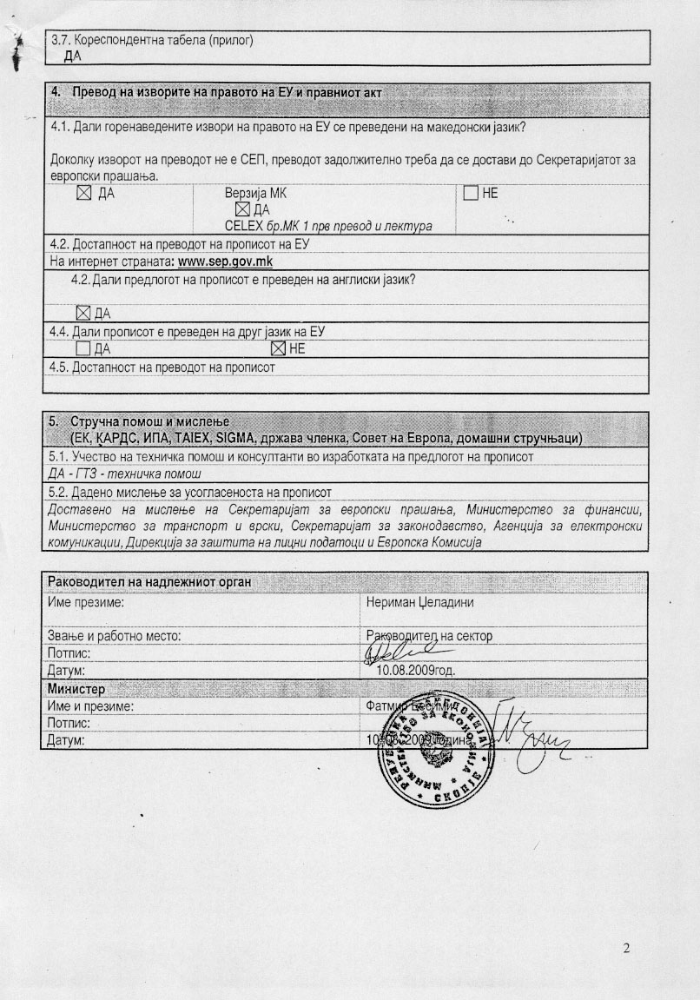 3.7. Кореспондентна табела (прилог)
ДА
4. Превод на изворите на правото на ЕУ и правниот акт
4.1. Дали горенаведените извори на правото на ЕУ се преведени на македонски јазик?
Доколку изворот на преводот не е СЕП, преводот задолжително треба да се достави до Секретаријатот за
европски прашања.
☒ ДА Верзија МК ☐ НЕ
☒ ДА
CELEX бр.МК 1 прв превод и лектура
4.2. Достапност на преводот на прописот на ЕУ
На интернет страната: www.sep.gov.mk
4.2. Дали предлогот на прописот е преведен на англиски јазик?
☒ ДА
4.4. Дали прописот е преведен на друг јазик на ЕУ
☐ ДА ☒ НЕ
4.5. Достапност на преводот на прописот
5. Стручна помош и мислење
(ЕК, КАРДС, ИПА, TAIEX, SIGMA, држава членка, Совет на Европа, домашни стручњаци)
5.1. Учество на техничка помош и консултанти во изработката на предлогот на прописот
ДА - ГТЗ - техничка помош
5.2. Дадено мислење за усогласеноста на прописот
Доставено на мислење на Секретаријат за европски прашања, Министерство за финансии,
Министерство за транспорт и врски, Секретаријат за законодавство, Агенција за електронски
комуникации, Дирекција за заштита на лични податоци и Европска Комисија
Раководител на надлежниот орган
Име презиме: Нериман Џеладини
Звање и работно место: Раководител на сектор
Потпис:
Датум: 10.08.2009год.
Министер
Име и презиме: Фатмир Бесими
Потпис:
Датум: 10.08.2009година
РЕПУБЛИКА МАКЕДОНИЈА * СКОПЈЕ *
МИНИСТЕРСТВО ЗА ЕКОНОМИЈА *
2